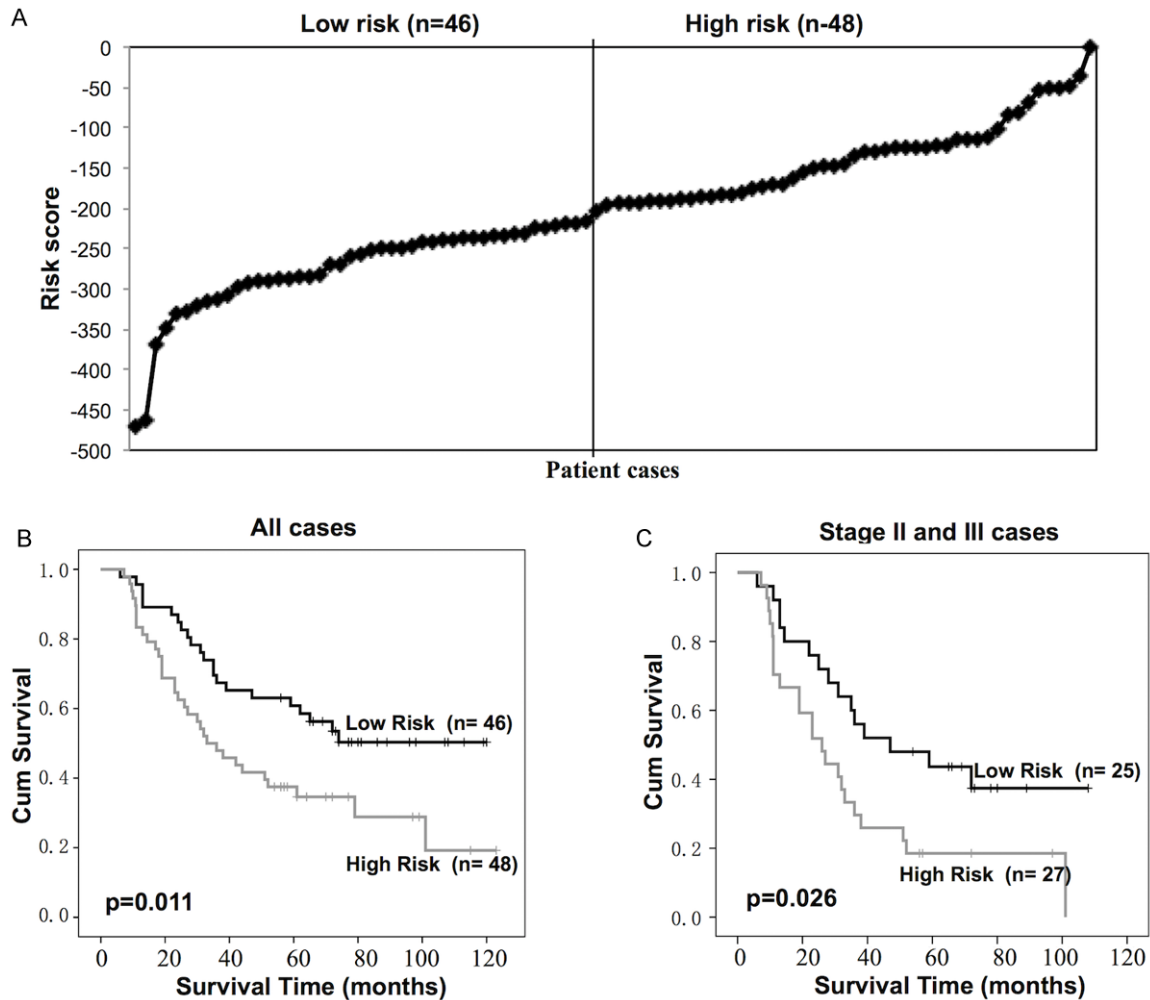 A
Low risk (n=46) High risk (n-48)
0
-50
-100
-150
-200
-250
-300
-350
-400
-450
-500
Risk score
Patient cases
B
All cases
1.0
0.8
0.6
0.4
0.2
0.0
Cum Survival
Low Risk (n= 46)
High Risk (n= 48)
p=0.011
0 20 40 60 80 100 120
Survival Time (months)
C
Stage II and III cases
1.0
0.8
0.6
0.4
0.2
0.0
Cum Survival
Low Risk (n= 25)
High Risk (n= 27)
p=0.026
0 20 40 60 80 100 120
Survival Time (months)